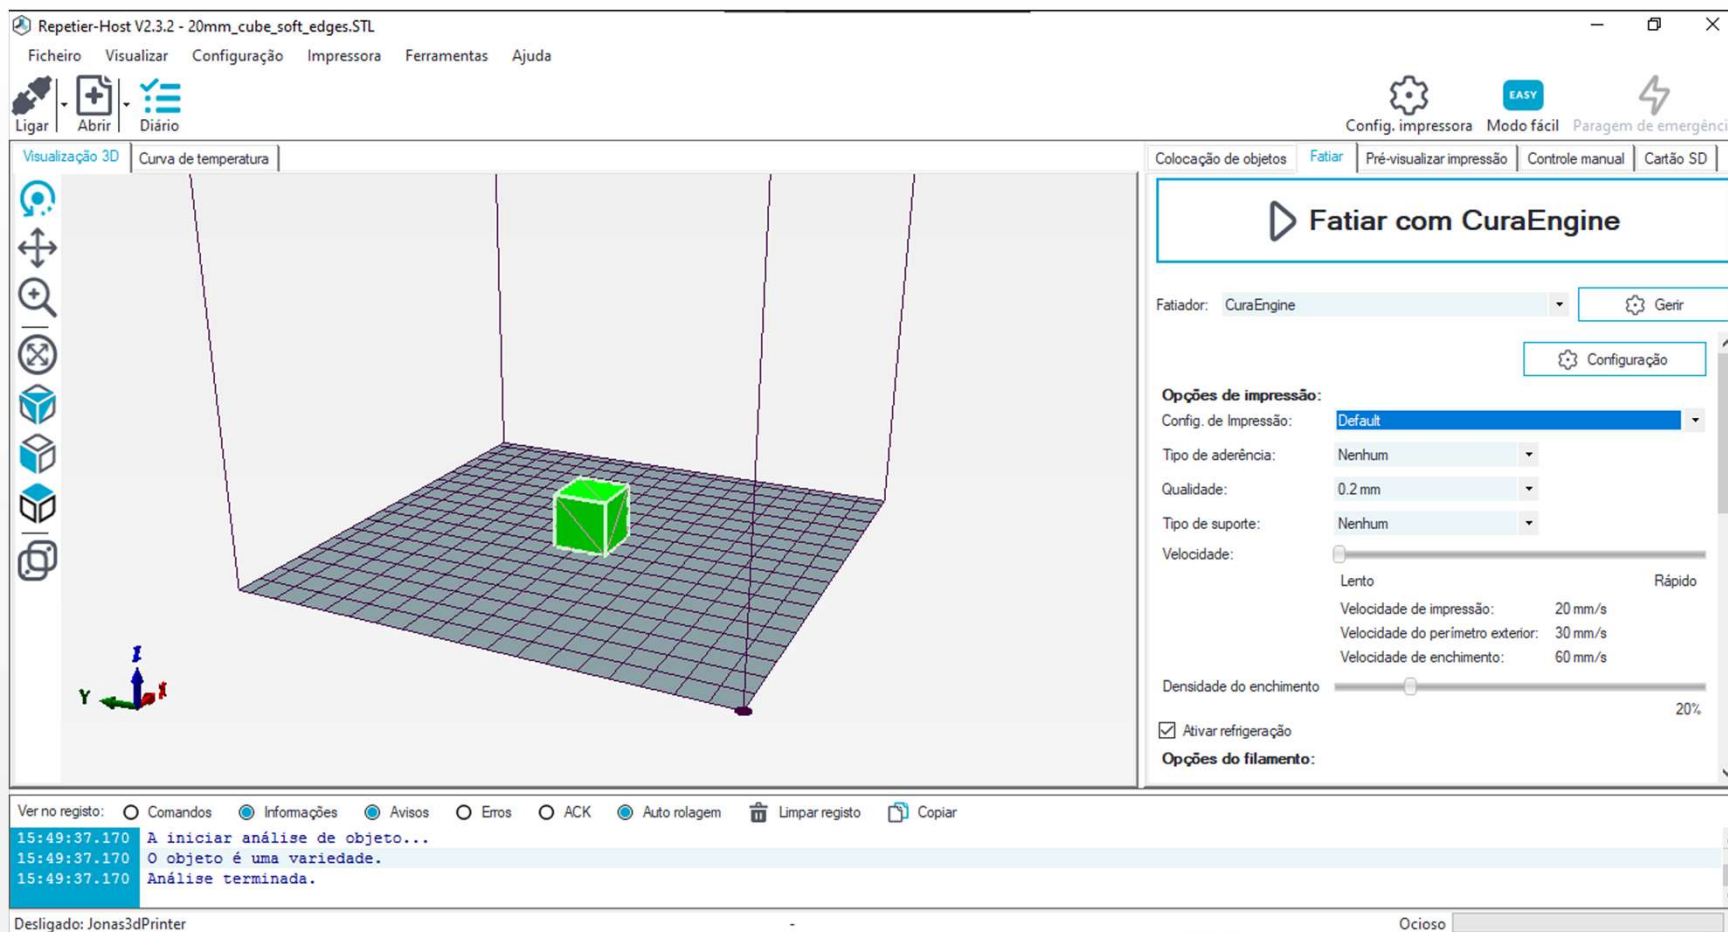 Repetier-Host V2.3.2 - 20mm_cube_soft_edges.STL
Ficheiro Visualizar Configuração Impressora Ferramentas Ajuda
EASY
Ligar Abrir Diário Config. impressora Modo fácil Paragem de emergênci
Visualização 3D Curva de temperatura Colocação de objetos Fatiar Pré-visualizar impressão Controle manual Cartão SD
Fatiar com CuraEngine
Fatiador: CuraEngine Gerir
Configuração
Opções de impressão:
Config. de Impressão: Default
Tipo de aderência: Nenhum
Qualidade: 0.2 mm
Tipo de suporte: Nenhum
Velocidade:
Lento Rápido
Velocidade de impressão: 20 mm/s
Velocidade do perímetro exterior: 30 mm/s
Velocidade de enchimento: 60 mm/s
Densidade do enchimento
20%
Ativar refrigeração
Opções do filamento:
Z
Y X
Ver no registo: Comandos Informações Avisos Erros ACK Auto rolagem Limpar registo Copiar
15:49:37.170 A iniciar análise de objeto...
15:49:37.170 O objeto é uma variedade.
15:49:37.170 Análise terminada.
Desligado: Jonas3dPrinter - Ocioso